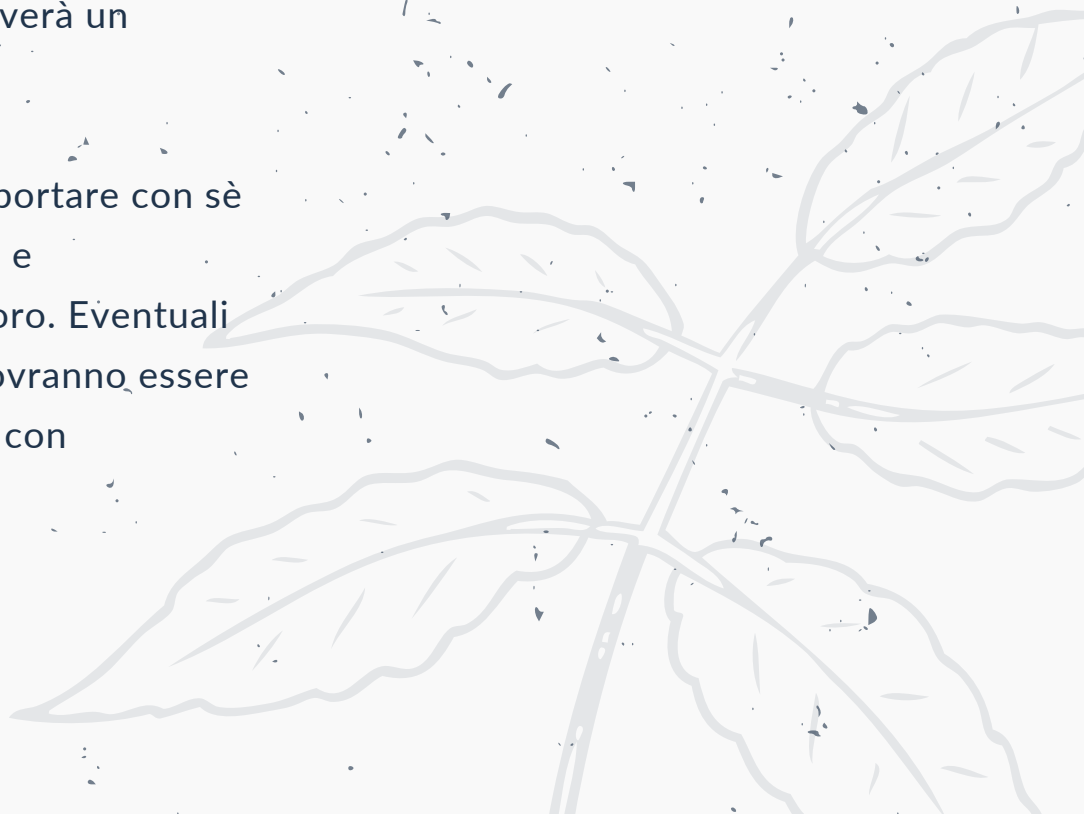 verà un
portare con sè
e
oro. Eventuali
ovranno essere
con